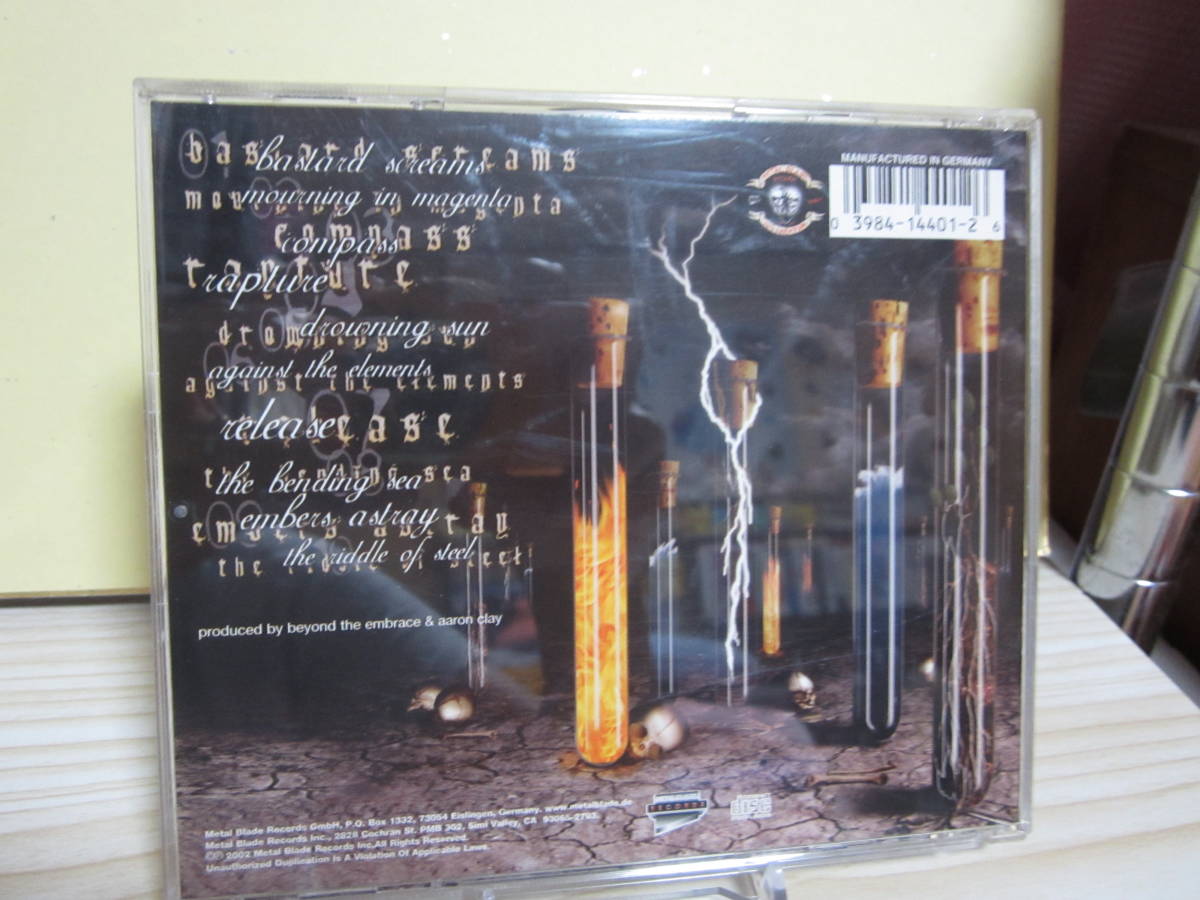 bastard screams
mourning in magenta
compass
rapture
drowning sun
against the elements
release
the bending sea
embers astray
the riddle of steel
produced by beyond the embrace & aaron clay
MANUFACTURED IN GERMANY
0 3984-14401-2 6
Metal Blade Records GmbH, P.O. Box 1332, 73054 Eislingen, Germany. www.metalblade.de
Metal Blade Records Inc., 2828 Cochran St. PMB 302, Simi Valley, CA 93065-2793.
℗© 2002 Metal Blade Records Inc,All Rights Reserved.
Unauthorized Duplication Is A Violation Of Applicable Laws.
METAL BLADE
RECORDS
disc